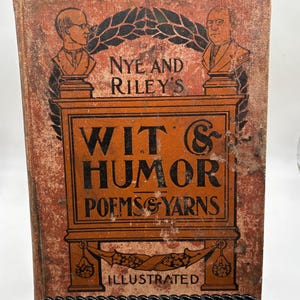 NYE AND
RILEY'S
WIT &
HUMOR
POEMS & YARNS
ILLUSTRATED